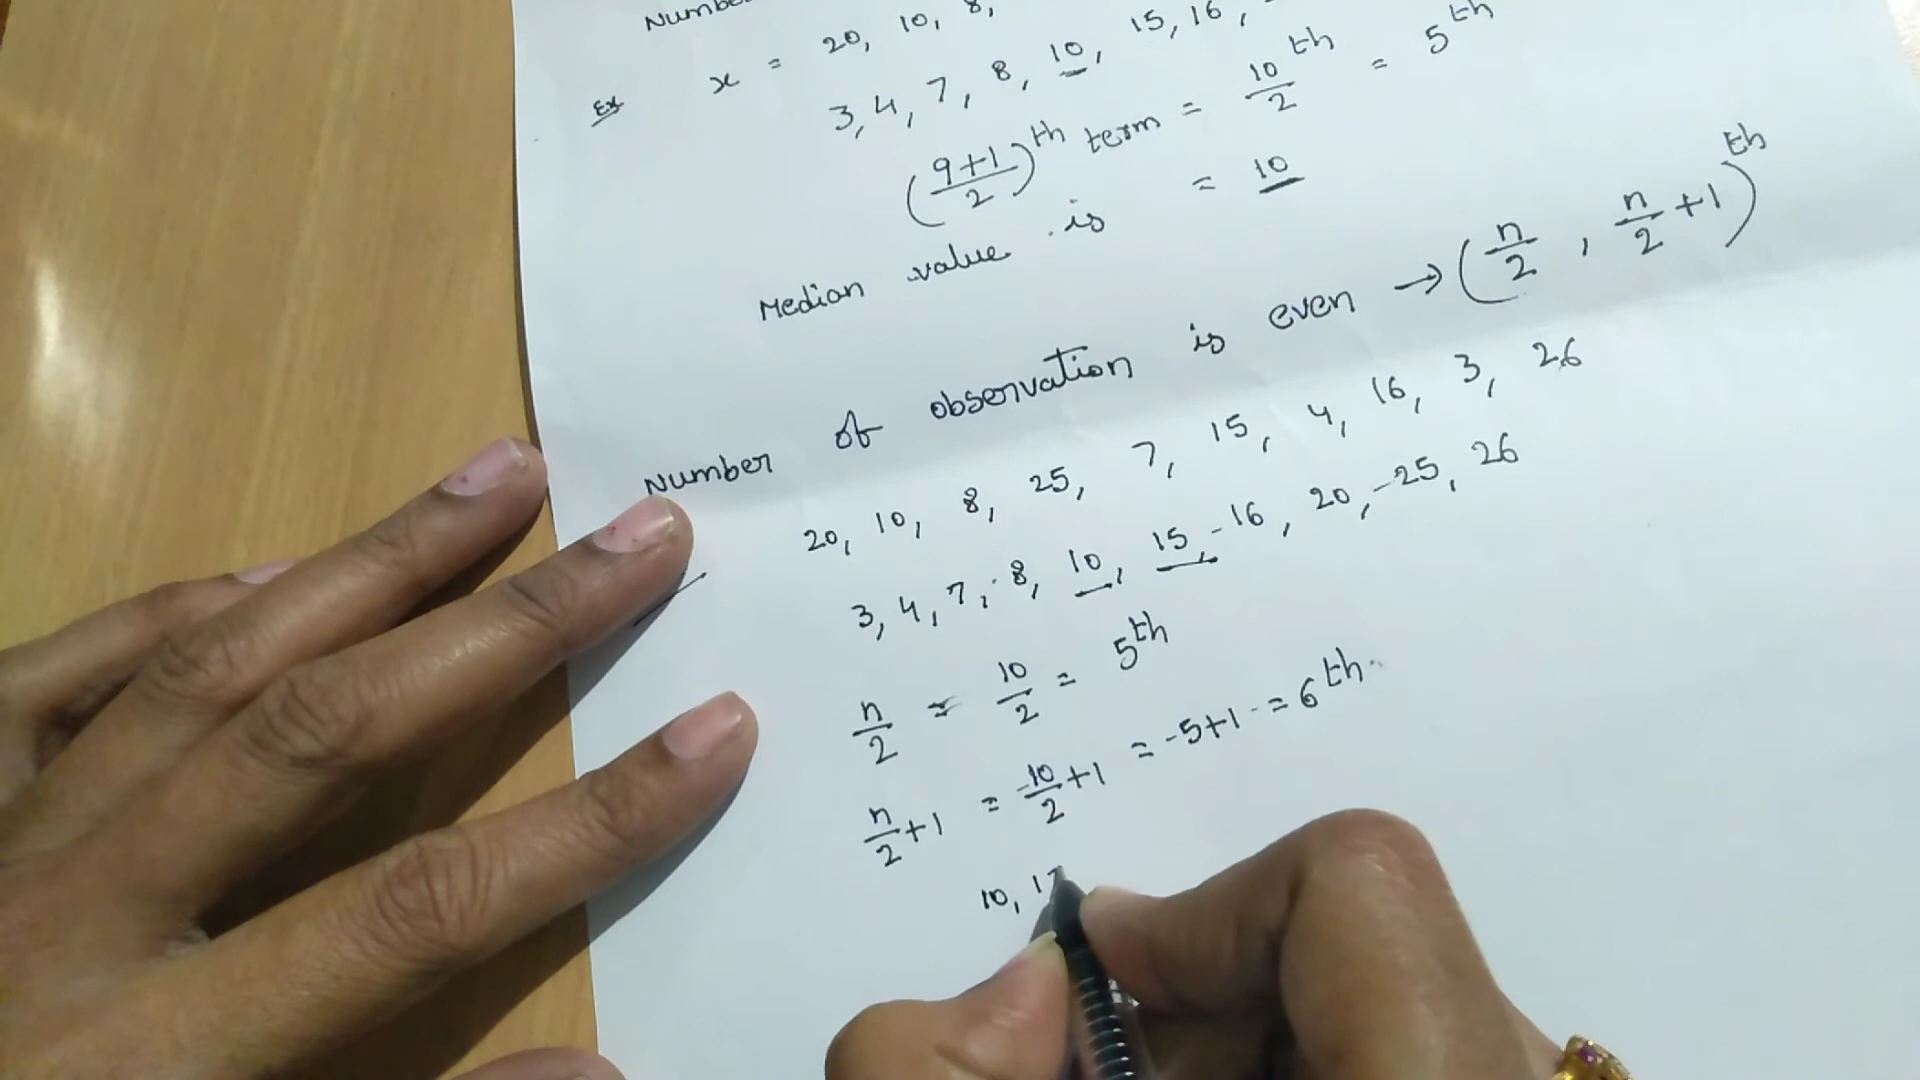 x = 20, 10, 8,
Ex 3, 4, 7, 8, 10, 15, 16,
(9+1/2)th term = 10/2 th = 5th
Median value is = 10
Number of observation is even → (n/2, n/2+1)th
20, 10, 8, 25, 7, 15, 4, 16, 3, 26
3, 4, 7, 8, 10, 15, 16, 20, 25, 26
n/2 = 10/2 = 5th
n/2+1 = 10/2+1 = 5+1 = 6th
10, 1